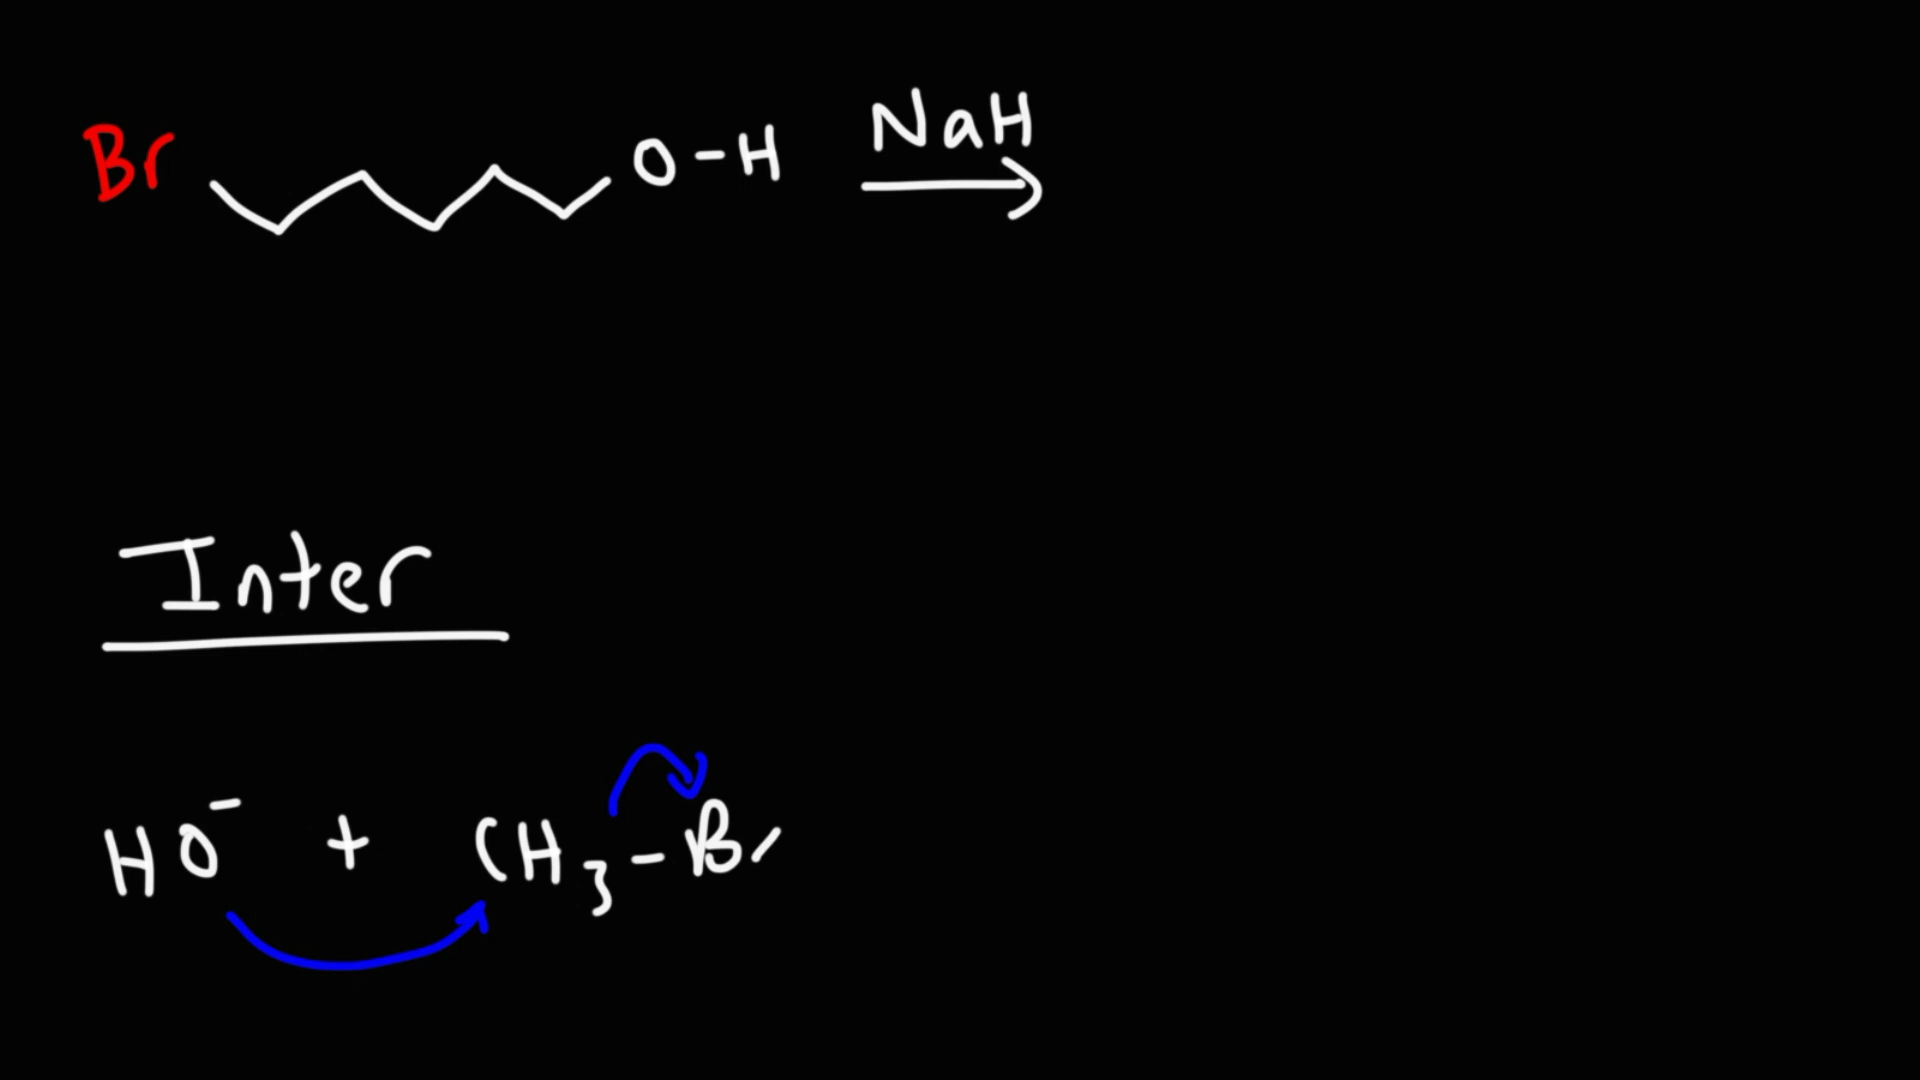 Br O-H NaH
Inter
HO⁻ + CH₃-Br